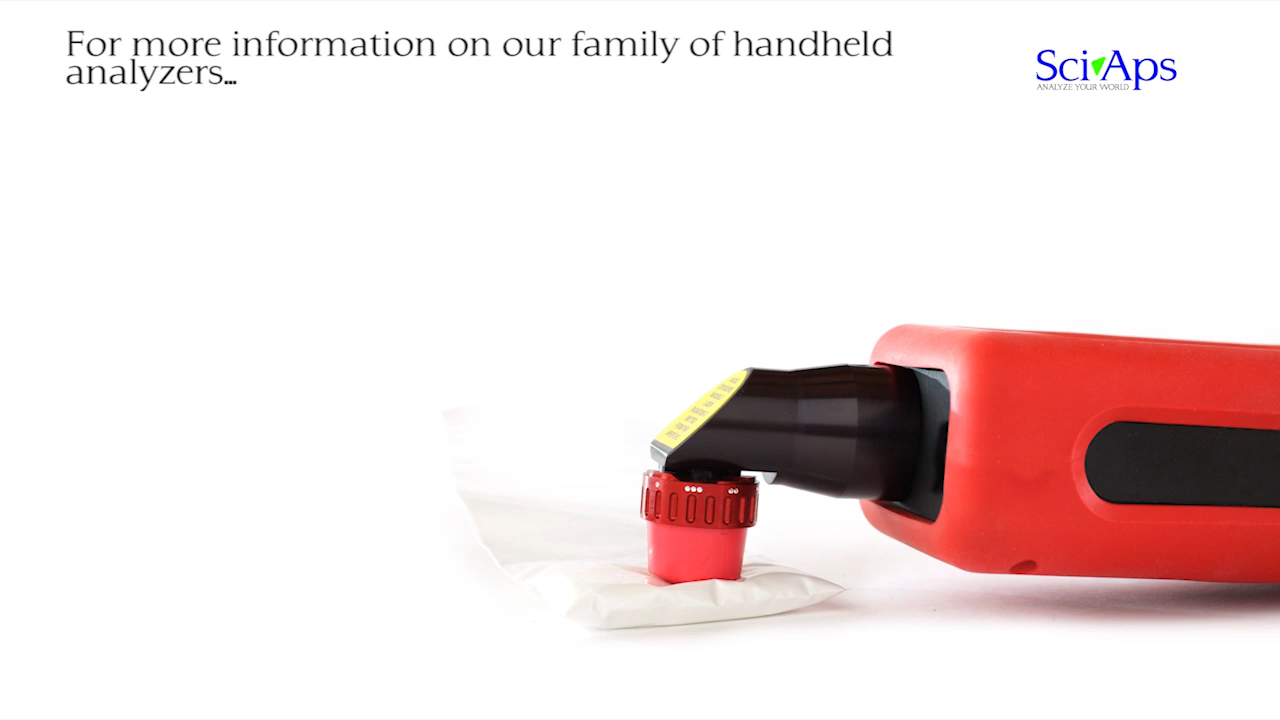 For more information on our family of handheld
analyzers...
SciAps
ANALYZE YOUR WORLD